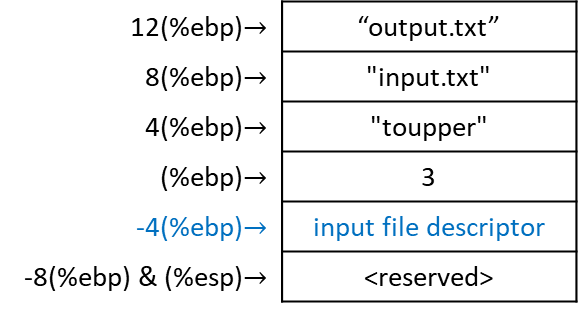 12(%ebp)→ “output.txt”
8(%ebp)→ "input.txt"
4(%ebp)→ "toupper"
(%ebp)→ 3
-4(%ebp)→ input file descriptor
-8(%ebp) & (%esp)→ <reserved>